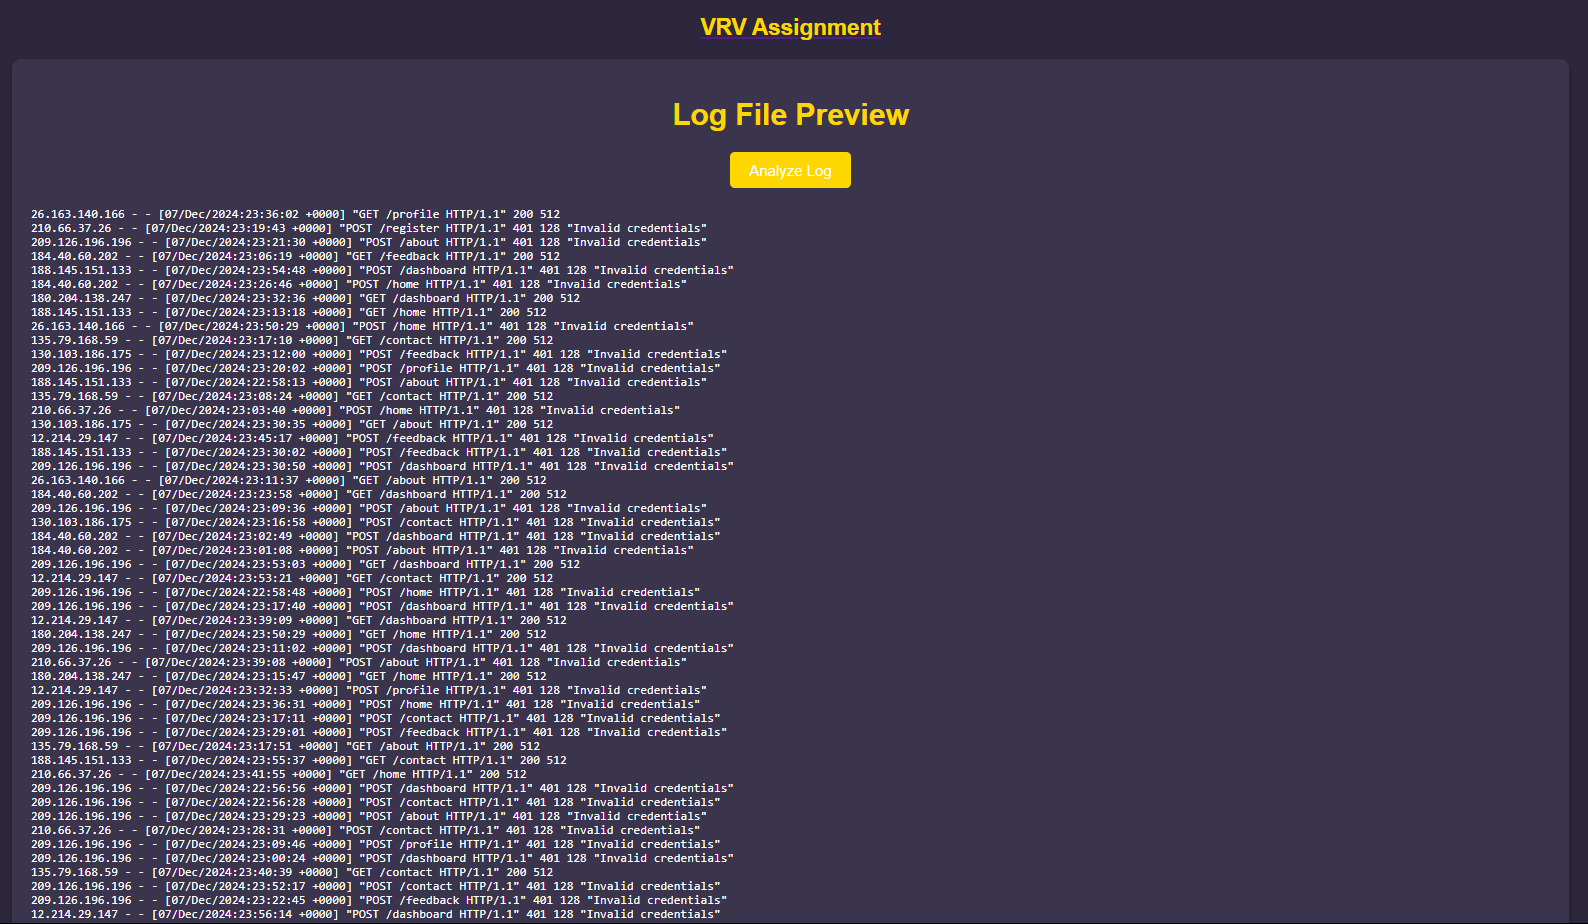 VRV Assignment
Log File Preview
Analyze Log
26.163.140.166 - - [07/Dec/2024:23:36:02 +0000] "GET /profile HTTP/1.1" 200 512
210.66.37.26 - - [07/Dec/2024:23:19:43 +0000] "POST /register HTTP/1.1" 401 128 "Invalid credentials"
209.126.196.196 - - [07/Dec/2024:23:21:30 +0000] "POST /about HTTP/1.1" 401 128 "Invalid credentials"
184.40.60.202 - - [07/Dec/2024:23:06:19 +0000] "GET /feedback HTTP/1.1" 200 512
188.145.151.133 - - [07/Dec/2024:23:54:48 +0000] "POST /dashboard HTTP/1.1" 401 128 "Invalid credentials"
184.40.60.202 - - [07/Dec/2024:23:26:46 +0000] "POST /home HTTP/1.1" 401 128 "Invalid credentials"
180.204.138.247 - - [07/Dec/2024:23:32:36 +0000] "GET /dashboard HTTP/1.1" 200 512
188.145.151.133 - - [07/Dec/2024:23:13:18 +0000] "GET /home HTTP/1.1" 200 512
26.163.140.166 - - [07/Dec/2024:23:50:29 +0000] "POST /home HTTP/1.1" 401 128 "Invalid credentials"
135.79.168.59 - - [07/Dec/2024:23:17:10 +0000] "GET /contact HTTP/1.1" 200 512
130.103.186.175 - - [07/Dec/2024:23:12:00 +0000] "POST /feedback HTTP/1.1" 401 128 "Invalid credentials"
209.126.196.196 - - [07/Dec/2024:23:20:02 +0000] "POST /profile HTTP/1.1" 401 128 "Invalid credentials"
188.145.151.133 - - [07/Dec/2024:22:58:13 +0000] "POST /about HTTP/1.1" 401 128 "Invalid credentials"
135.79.168.59 - - [07/Dec/2024:23:08:24 +0000] "GET /contact HTTP/1.1" 200 512
210.66.37.26 - - [07/Dec/2024:23:03:40 +0000] "POST /home HTTP/1.1" 401 128 "Invalid credentials"
130.103.186.175 - - [07/Dec/2024:23:30:35 +0000] "GET /about HTTP/1.1" 200 512
12.214.29.147 - - [07/Dec/2024:23:45:17 +0000] "POST /feedback HTTP/1.1" 401 128 "Invalid credentials"
188.145.151.133 - - [07/Dec/2024:23:30:02 +0000] "POST /feedback HTTP/1.1" 401 128 "Invalid credentials"
209.126.196.196 - - [07/Dec/2024:23:30:50 +0000] "POST /dashboard HTTP/1.1" 401 128 "Invalid credentials"
26.163.140.166 - - [07/Dec/2024:23:11:37 +0000] "GET /about HTTP/1.1" 200 512
184.40.60.202 - - [07/Dec/2024:23:23:58 +0000] "GET /dashboard HTTP/1.1" 200 512
209.126.196.196 - - [07/Dec/2024:23:09:36 +0000] "POST /about HTTP/1.1" 401 128 "Invalid credentials"
130.103.186.175 - - [07/Dec/2024:23:16:58 +0000] "POST /contact HTTP/1.1" 401 128 "Invalid credentials"
184.40.60.202 - - [07/Dec/2024:23:02:49 +0000] "POST /dashboard HTTP/1.1" 401 128 "Invalid credentials"
184.40.60.202 - - [07/Dec/2024:23:01:08 +0000] "POST /about HTTP/1.1" 401 128 "Invalid credentials"
209.126.196.196 - - [07/Dec/2024:23:53:03 +0000] "GET /dashboard HTTP/1.1" 200 512
12.214.29.147 - - [07/Dec/2024:23:53:21 +0000] "GET /contact HTTP/1.1" 200 512
209.126.196.196 - - [07/Dec/2024:22:58:48 +0000] "POST /home HTTP/1.1" 401 128 "Invalid credentials"
209.126.196.196 - - [07/Dec/2024:23:17:40 +0000] "POST /dashboard HTTP/1.1" 401 128 "Invalid credentials"
12.214.29.147 - - [07/Dec/2024:23:39:09 +0000] "GET /dashboard HTTP/1.1" 200 512
180.204.138.247 - - [07/Dec/2024:23:50:29 +0000] "GET /home HTTP/1.1" 200 512
209.126.196.196 - - [07/Dec/2024:23:11:02 +0000] "POST /dashboard HTTP/1.1" 401 128 "Invalid credentials"
210.66.37.26 - - [07/Dec/2024:23:39:08 +0000] "POST /about HTTP/1.1" 401 128 "Invalid credentials"
180.204.138.247 - - [07/Dec/2024:23:15:47 +0000] "GET /home HTTP/1.1" 200 512
12.214.29.147 - - [07/Dec/2024:23:32:33 +0000] "POST /profile HTTP/1.1" 401 128 "Invalid credentials"
209.126.196.196 - - [07/Dec/2024:23:36:31 +0000] "POST /home HTTP/1.1" 401 128 "Invalid credentials"
209.126.196.196 - - [07/Dec/2024:23:17:11 +0000] "POST /contact HTTP/1.1" 401 128 "Invalid credentials"
209.126.196.196 - - [07/Dec/2024:23:29:01 +0000] "POST /feedback HTTP/1.1" 401 128 "Invalid credentials"
135.79.168.59 - - [07/Dec/2024:23:17:51 +0000] "GET /about HTTP/1.1" 200 512
188.145.151.133 - - [07/Dec/2024:23:55:37 +0000] "GET /contact HTTP/1.1" 200 512
210.66.37.26 - - [07/Dec/2024:23:41:55 +0000] "GET /home HTTP/1.1" 200 512
209.126.196.196 - - [07/Dec/2024:22:56:56 +0000] "POST /dashboard HTTP/1.1" 401 128 "Invalid credentials"
209.126.196.196 - - [07/Dec/2024:22:56:28 +0000] "POST /contact HTTP/1.1" 401 128 "Invalid credentials"
209.126.196.196 - - [07/Dec/2024:23:29:23 +0000] "POST /about HTTP/1.1" 401 128 "Invalid credentials"
210.66.37.26 - - [07/Dec/2024:23:28:31 +0000] "POST /contact HTTP/1.1" 401 128 "Invalid credentials"
209.126.196.196 - - [07/Dec/2024:23:09:46 +0000] "POST /profile HTTP/1.1" 401 128 "Invalid credentials"
209.126.196.196 - - [07/Dec/2024:23:00:24 +0000] "POST /dashboard HTTP/1.1" 401 128 "Invalid credentials"
135.79.168.59 - - [07/Dec/2024:23:40:39 +0000] "GET /contact HTTP/1.1" 200 512
209.126.196.196 - - [07/Dec/2024:23:52:17 +0000] "POST /contact HTTP/1.1" 401 128 "Invalid credentials"
209.126.196.196 - - [07/Dec/2024:23:22:45 +0000] "POST /feedback HTTP/1.1" 401 128 "Invalid credentials"
12.214.29.147 - - [07/Dec/2024:23:56:14 +0000] "POST /dashboard HTTP/1.1" 401 128 "Invalid credentials"